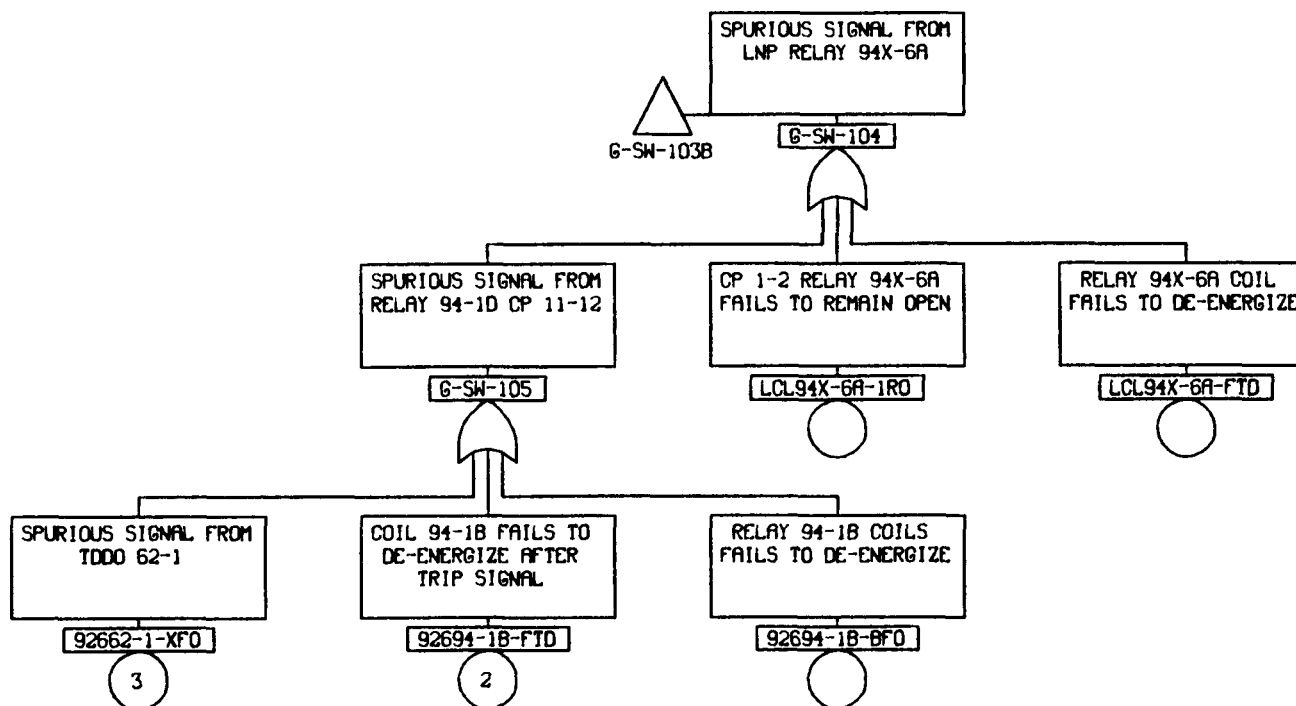 SPURIOUS SIGNAL FROM
LNP RELAY 94X-6A
G-SW-103B
G-SW-104
SPURIOUS SIGNAL FROM
RELAY 94-1D CP 11-12
CP 1-2 RELAY 94X-6A
FAILS TO REMAIN OPEN
RELAY 94X-6A COIL
FAILS TO DE-ENERGIZE
G-SW-105
LCL94X-6A-1RO
LCL94X-6A-FTD
SPURIOUS SIGNAL FROM
TDDO 62-1
COIL 94-1B FAILS TO
DE-ENERGIZE AFTER
TRIP SIGNAL
RELAY 94-1B COILS
FAILS TO DE-ENERGIZE
92662-1-XFO
92694-1B-FTD
92694-1B-BFO
3
2